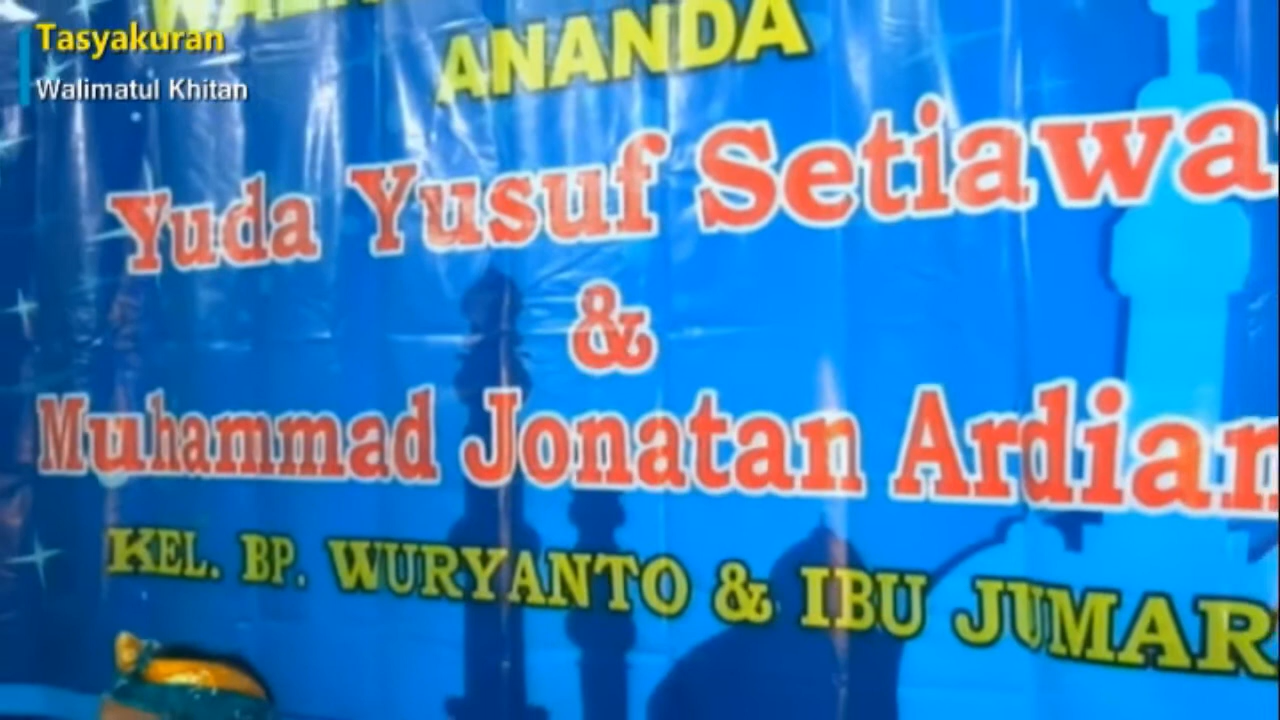 Tasyakuran
Walimatul Khitan
ANANDA
Yuda Yusuf Setiawa
&
Muhammad Jonatan Ardian
KEL. BP. WURYANTO & IBU JUMAR